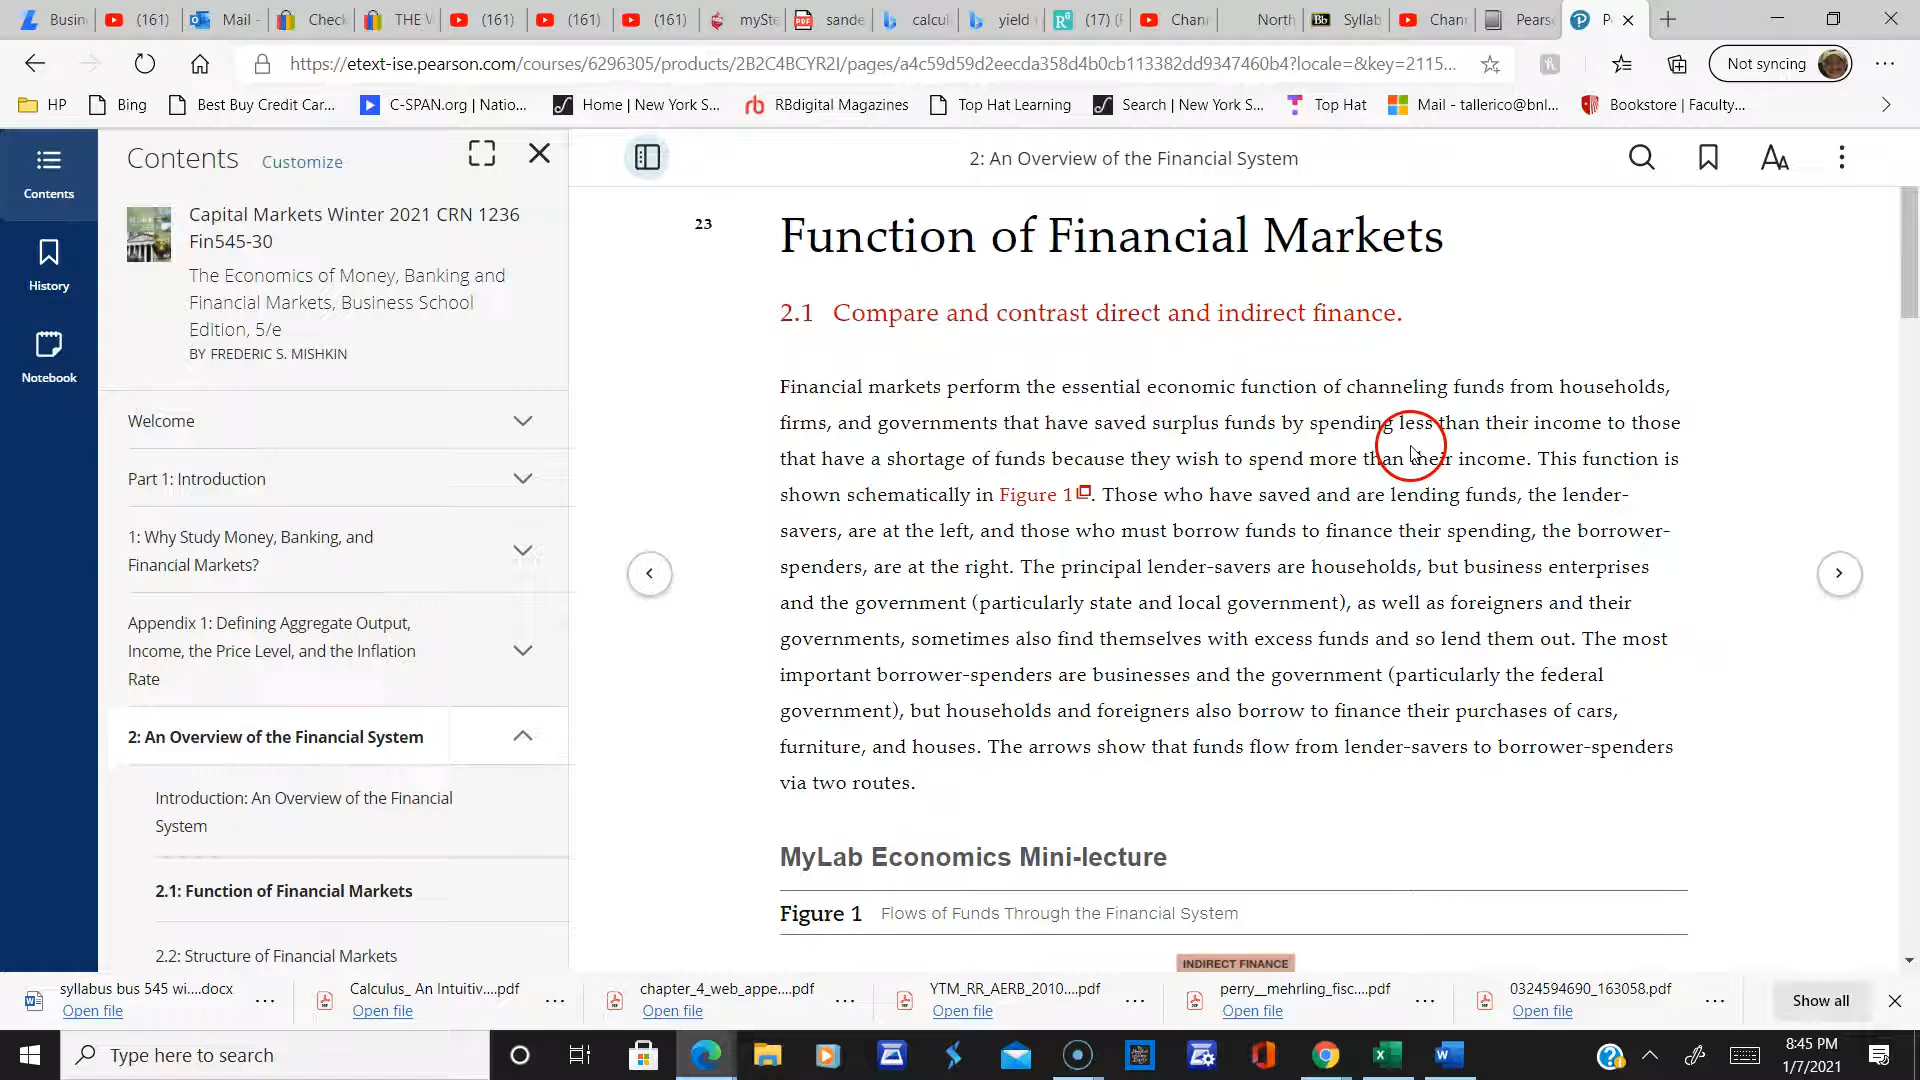 Busin
(161)
Mail -
Check
THE V
(161)
(161)
(161)
mySte
sande
calcul
yield
(17) (
Chann
North
Syllab
Chann
Pears
P
https://etext-ise.pearson.com/courses/6296305/products/2B2C4BCYR2I/pages/a4c59d59d2eecda358d4b0cb113382dd9347460b4?locale=&key=2115...
Not syncing
HP
Bing
Best Buy Credit Car...
C-SPAN.org | Natio...
Home | New York S...
RBdigital Magazines
Top Hat Learning
Search | New York S...
Top Hat
Mail - tallerico@bnl...
Bookstore | Faculty...
Contents
History
Notebook
Contents Customize
Capital Markets Winter 2021 CRN 1236
Fin545-30
The Economics of Money, Banking and
Financial Markets, Business School
Edition, 5/e
BY FREDERIC S. MISHKIN
Welcome
Part 1: Introduction
1: Why Study Money, Banking, and
Financial Markets?
Appendix 1: Defining Aggregate Output,
Income, the Price Level, and the Inflation
Rate
2: An Overview of the Financial System
Introduction: An Overview of the Financial
System
2.1: Function of Financial Markets
2.2: Structure of Financial Markets
2: An Overview of the Financial System
23
Function of Financial Markets
2.1 Compare and contrast direct and indirect finance.
Financial markets perform the essential economic function of channeling funds from households,
firms, and governments that have saved surplus funds by spending less than their income to those
that have a shortage of funds because they wish to spend more than their income. This function is
shown schematically in Figure 1. Those who have saved and are lending funds, the lender-
savers, are at the left, and those who must borrow funds to finance their spending, the borrower-
spenders, are at the right. The principal lender-savers are households, but business enterprises
and the government (particularly state and local government), as well as foreigners and their
governments, sometimes also find themselves with excess funds and so lend them out. The most
important borrower-spenders are businesses and the government (particularly the federal
government), but households and foreigners also borrow to finance their purchases of cars,
furniture, and houses. The arrows show that funds flow from lender-savers to borrower-spenders
via two routes.
MyLab Economics Mini-lecture
Figure 1 Flows of Funds Through the Financial System
INDIRECT FINANCE
syllabus bus 545 wi....docx
Open file
Calculus_ An Intuitiv....pdf
Open file
chapter_4_web_appe....pdf
Open file
YTM_RR_AERB_2010....pdf
Open file
perry__mehrling_fisc....pdf
Open file
0324594690_163058.pdf
Open file
Show all
Type here to search
8:45 PM
1/7/2021